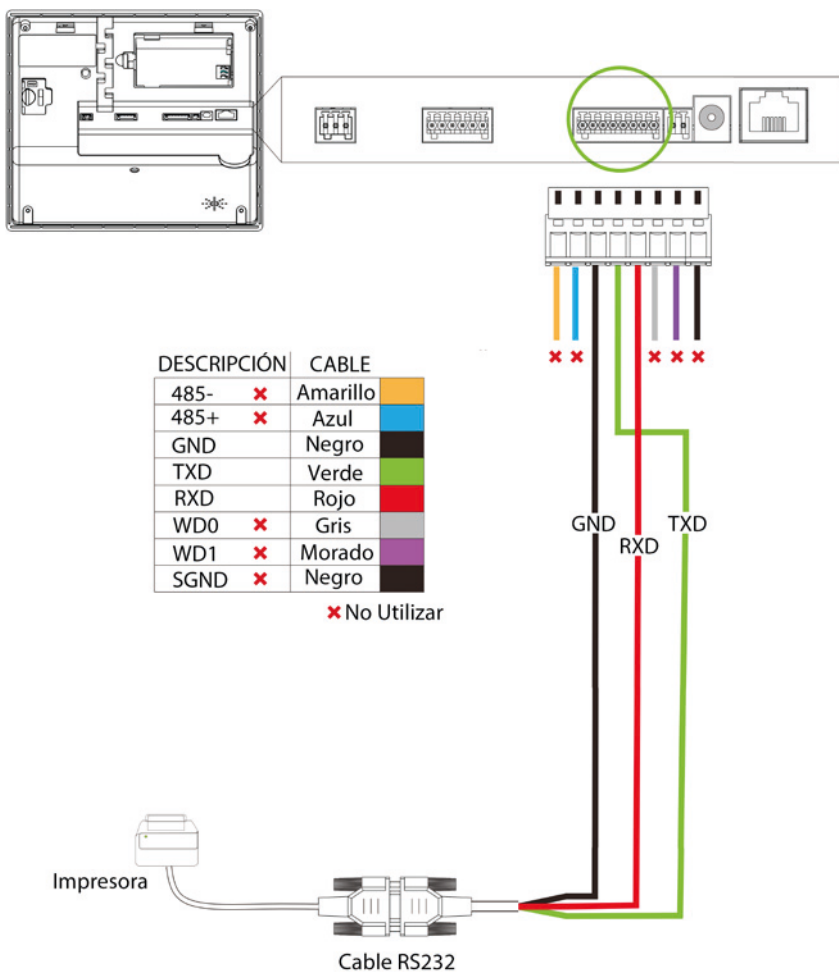 DESCRIPCIÓN CABLE
485- ✖ Amarillo
485+ ✖ Azul
GND Negro
TXD Verde
RXD Rojo
WD0 ✖ Gris
WD1 ✖ Morado
SGND ✖ Negro
✖ No Utilizar
GND
TXD
RXD
Impresora
Cable RS232